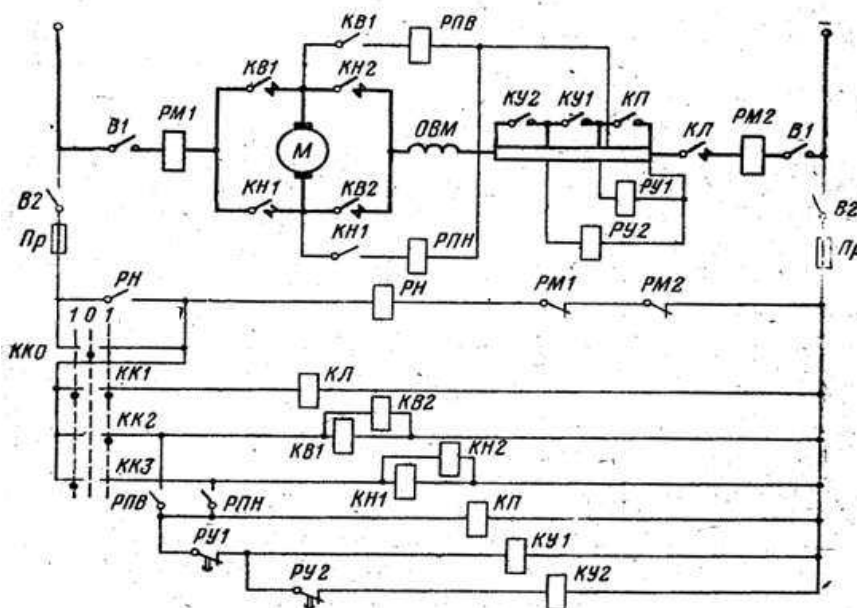 КВ1 РПВ
КВ1 КН2
В1 РМ1 М ОВМ КУ2 КУ1 КП КЛ РМ2 В1
КН1 КВ2
КН1 РПН
РУ1
РУ2
В2 В2
Пр Пр
РН РН РМ1 РМ2
1 0 1
КК0
КК1 КЛ
КК2 КВ2
КВ1
КК3 КН2
КН1
РПВ РПН КП
РУ1 КУ1
РУ2 КУ2